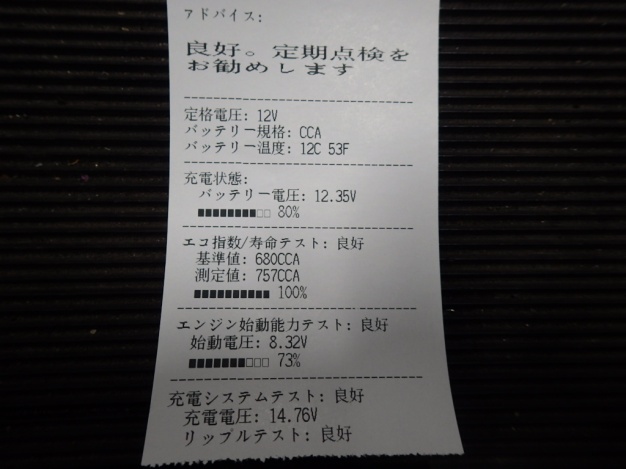 アドバイス:
良好。定期点検を
お勧めします
定格電圧: 12V
バッテリー規格: CCA
バッテリー温度: 12C 53F
充電状態:
バッテリー電圧: 12.35V
■■■■■■■■□□ 80%
エコ指数/寿命テスト: 良好
基準値: 680CCA
測定値: 757CCA
■■■■■■■■■■ 100%
エンジン始動能力テスト: 良好
始動電圧: 8.32V
■■■■■■■□□□ 73%
充電システムテスト: 良好
充電電圧: 14.76V
リップルテスト: 良好